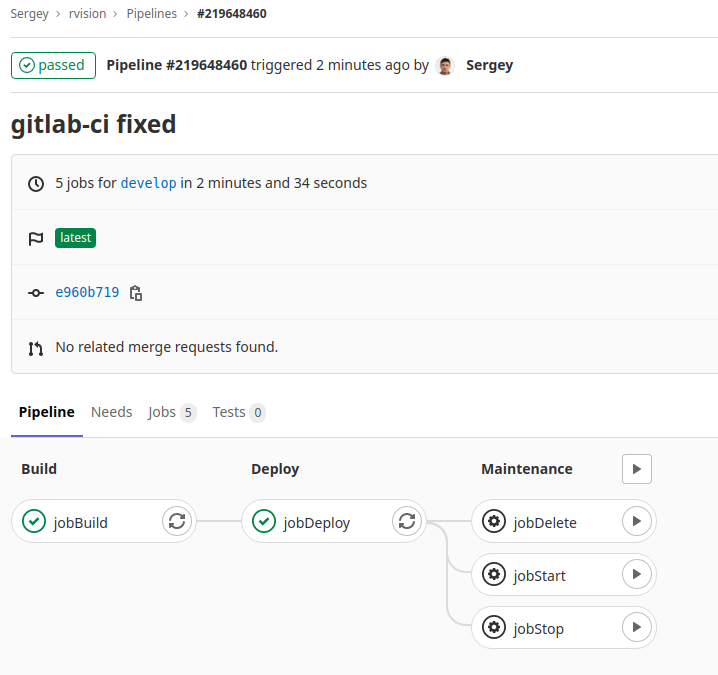 Sergey > rvision > Pipelines > #219648460
passed Pipeline #219648460 triggered 2 minutes ago by Sergey
gitlab-ci fixed
5 jobs for develop in 2 minutes and 34 seconds
latest
e960b719
No related merge requests found.
Pipeline Needs Jobs 5 Tests 0
Build Deploy Maintenance
jobBuild jobDeploy jobDelete
jobStart
jobStop